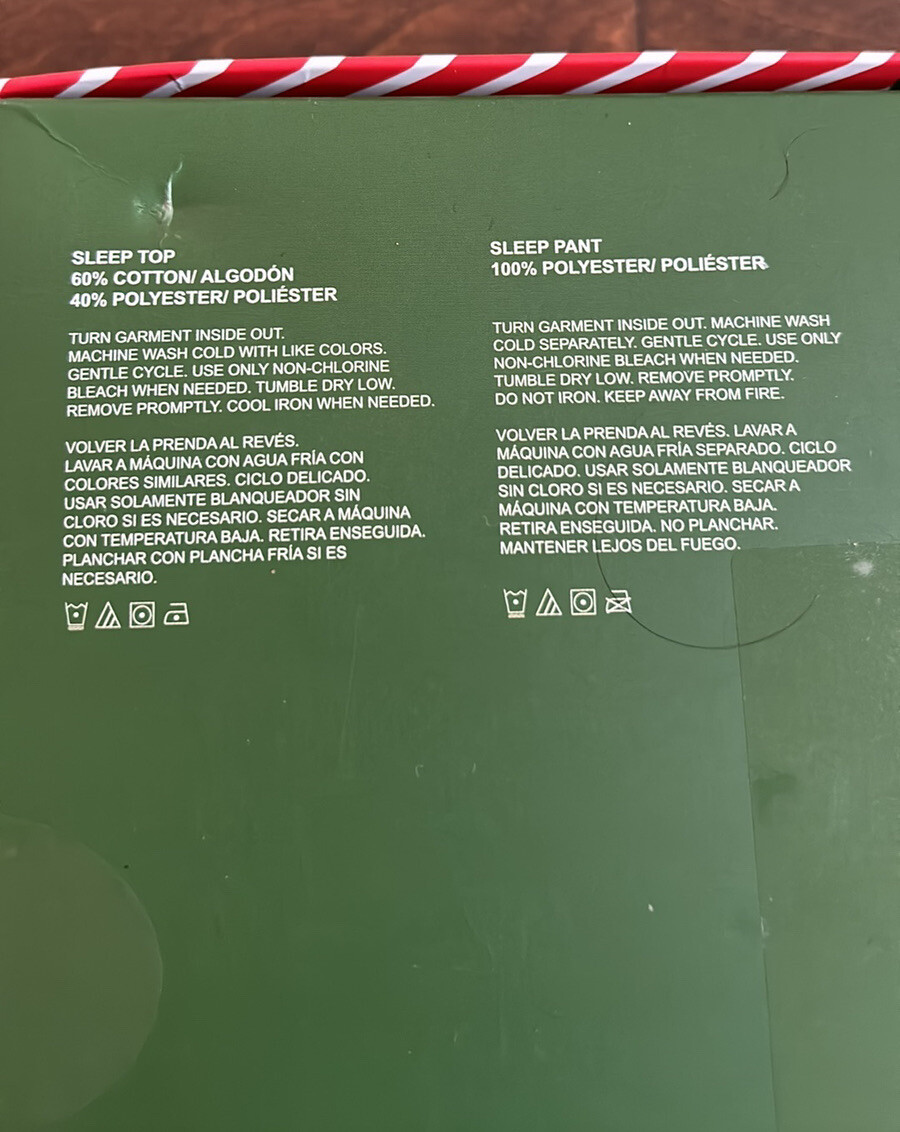 SLEEP TOP
60% COTTON/ ALGODÓN
40% POLYESTER/ POLIÉSTER
TURN GARMENT INSIDE OUT.
MACHINE WASH COLD WITH LIKE COLORS.
GENTLE CYCLE. USE ONLY NON-CHLORINE
BLEACH WHEN NEEDED. TUMBLE DRY LOW.
REMOVE PROMPTLY. COOL IRON WHEN NEEDED.
VOLVER LA PRENDA AL REVÉS.
LAVAR A MÁQUINA CON AGUA FRÍA CON
COLORES SIMILARES. CICLO DELICADO.
USAR SOLAMENTE BLANQUEADOR SIN
CLORO SI ES NECESARIO. SECAR A MÁQUINA
CON TEMPERATURA BAJA. RETIRA ENSEGUIDA.
PLANCHAR CON PLANCHA FRÍA SI ES
NECESARIO.
SLEEP PANT
100% POLYESTER/ POLIÉSTER
TURN GARMENT INSIDE OUT. MACHINE WASH
COLD SEPARATELY. GENTLE CYCLE. USE ONLY
NON-CHLORINE BLEACH WHEN NEEDED.
TUMBLE DRY LOW. REMOVE PROMPTLY.
DO NOT IRON. KEEP AWAY FROM FIRE.
VOLVER LA PRENDA AL REVÉS. LAVAR A
MÁQUINA CON AGUA FRÍA SEPARADO. CICLO
DELICADO. USAR SOLAMENTE BLANQUEADOR
SIN CLORO SI ES NECESARIO. SECAR A
MÁQUINA CON TEMPERATURA BAJA.
RETIRA ENSEGUIDA. NO PLANCHAR.
MANTENER LEJOS DEL FUEGO.